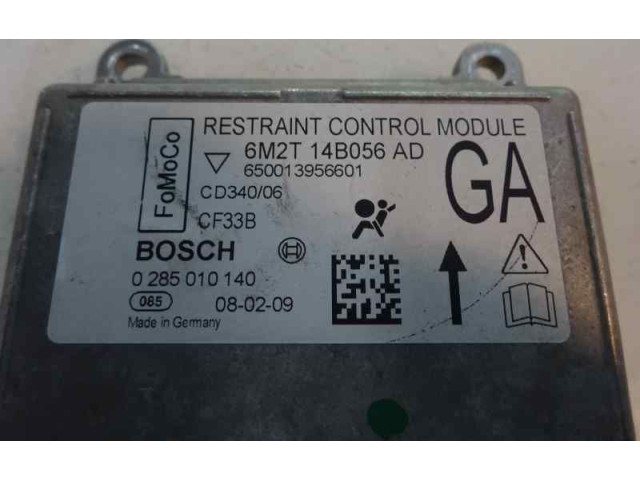 FoMoCo
RESTRAINT CONTROL MODULE
6M2T 14B056 AD
650013956601
GA
CD340/06
CF33B
BOSCH
0 285 010 140
065 08-02-09
Made in Germany